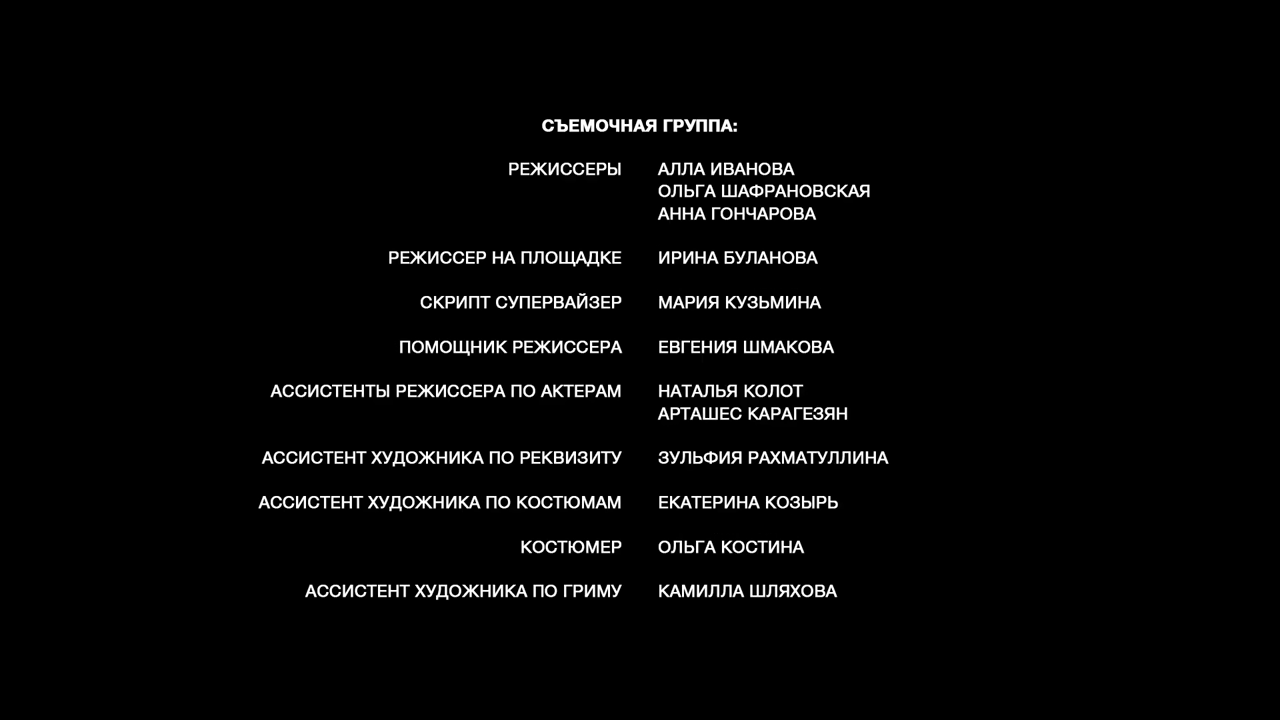 СЪЕМОЧНАЯ ГРУППА:
РЕЖИССЕРЫ АЛЛА ИВАНОВА
ОЛЬГА ШАФРАНОВСКАЯ
АННА ГОНЧАРОВА
РЕЖИССЕР НА ПЛОЩАДКЕ ИРИНА БУЛАНОВА
СКРИПТ СУПЕРВАЙЗЕР МАРИЯ КУЗЬМИНА
ПОМОЩНИК РЕЖИССЕРА ЕВГЕНИЯ ШМАКОВА
АССИСТЕНТЫ РЕЖИССЕРА ПО АКТЕРАМ НАТАЛЬЯ КОЛОТ
АРТАШЕС КАРАГЕЗЯН
АССИСТЕНТ ХУДОЖНИКА ПО РЕКВИЗИТУ ЗУЛЬФИЯ РАХМАТУЛЛИНА
АССИСТЕНТ ХУДОЖНИКА ПО КОСТЮМАМ ЕКАТЕРИНА КОЗЫРЬ
КОСТЮМЕР ОЛЬГА КОСТИНА
АССИСТЕНТ ХУДОЖНИКА ПО ГРИМУ КАМИЛЛА ШЛЯХОВА